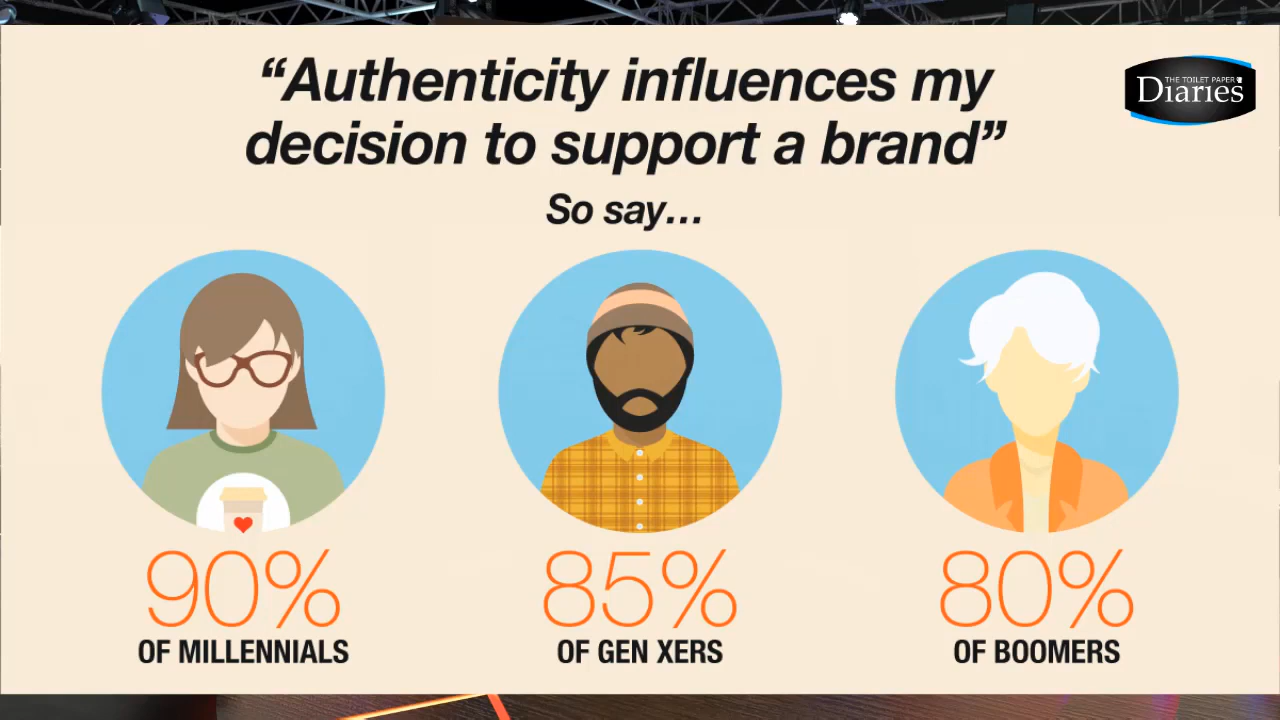 “Authenticity influences my
decision to support a brand”
So say...
THE TOILET PAPER
Diaries
90%
OF MILLENNIALS
85%
OF GEN XERS
80%
OF BOOMERS